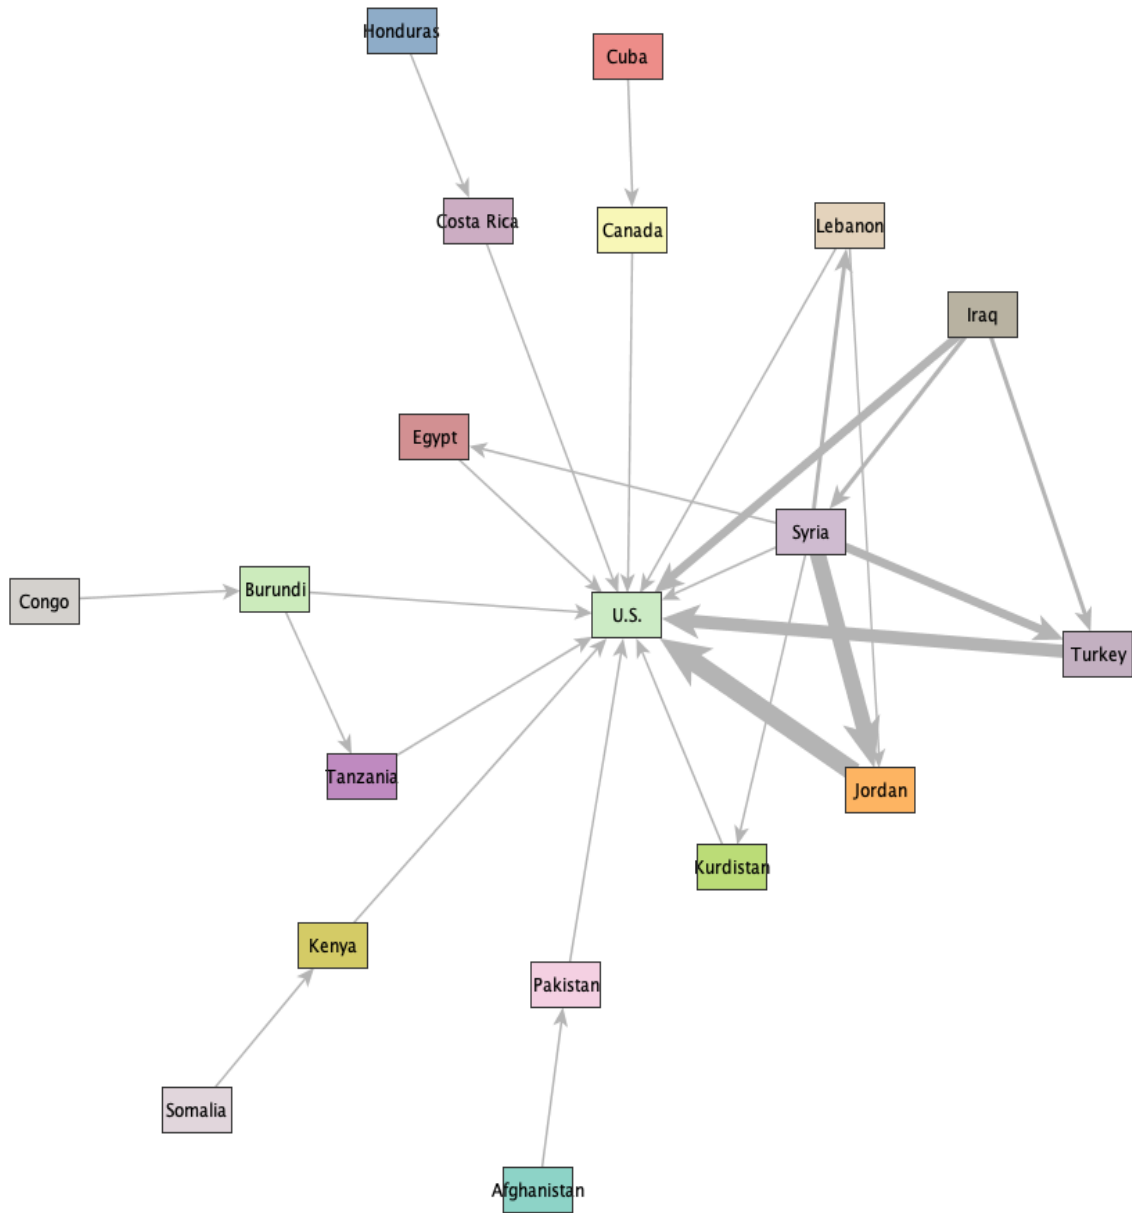 Honduras
Cuba
Costa Rica
Canada
Lebanon
Iraq
Egypt
Syria
Congo
Burundi
U.S.
Turkey
Tanzania
Jordan
Kurdistan
Kenya
Pakistan
Somalia
Afghanistan